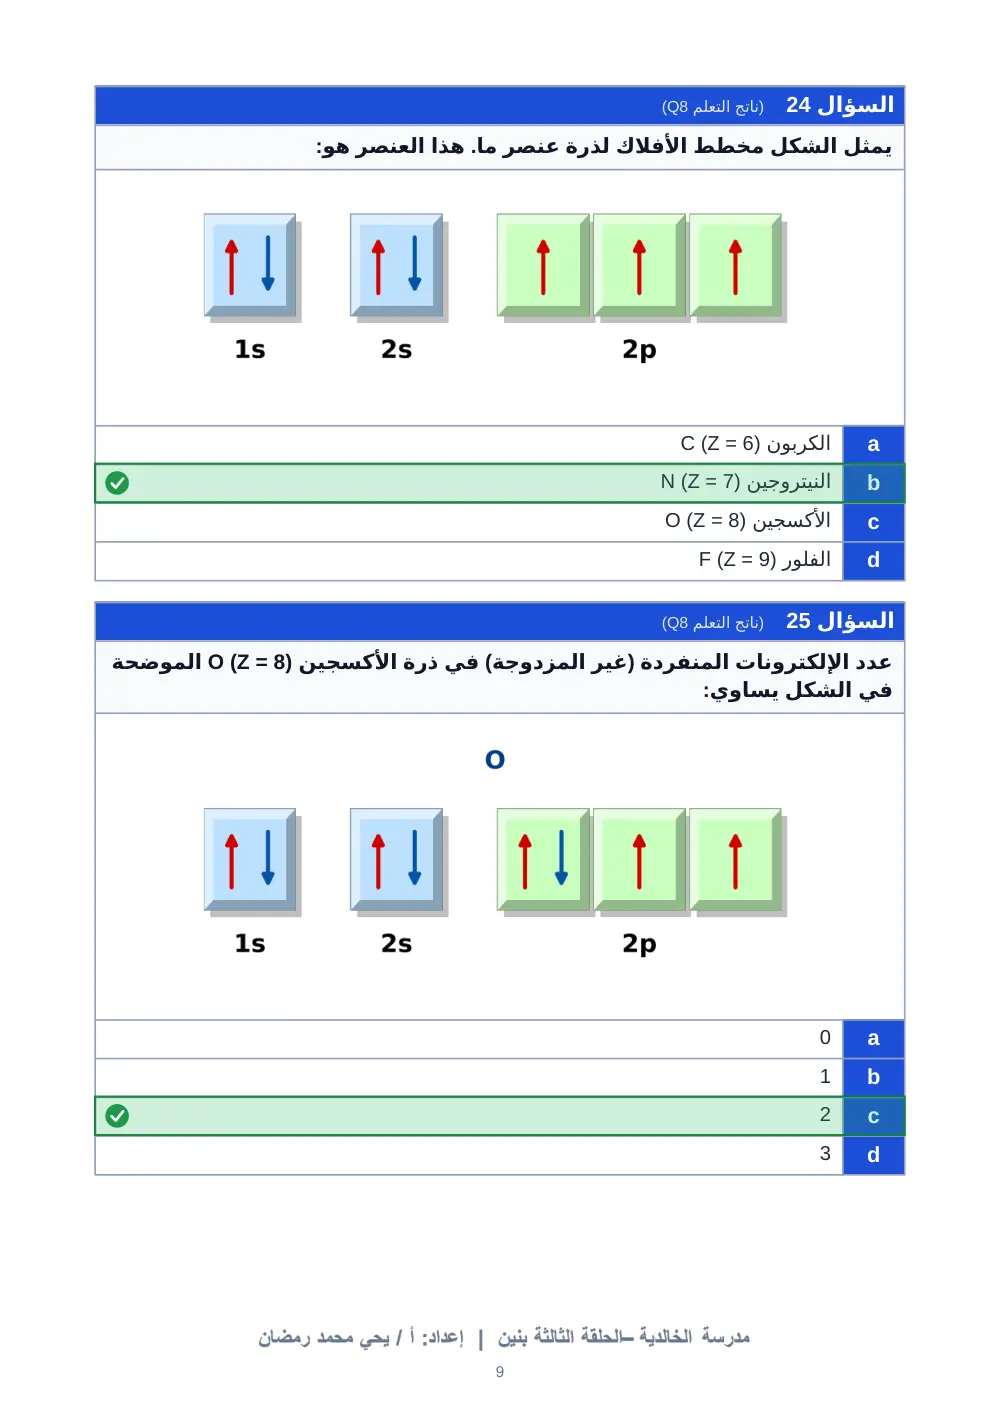 السؤال 24 (ناتج التعلم Q8)
يمثل الشكل مخطط الأفلاك لذرة عنصر ما. هذا العنصر هو:
1s 2s 2p
a الكربون C (Z = 6)
b النيتروجين N (Z = 7)
c الأكسجين O (Z = 8)
d الفلور F (Z = 9)
السؤال 25 (ناتج التعلم Q8)
عدد الإلكترونات المنفردة (غير المزدوجة) في ذرة الأكسجين O (Z = 8) الموضحة
في الشكل يساوي:
O
1s 2s 2p
a 0
b 1
c 2
d 3
مدرسة الخالدية –الحلقة الثالثة بنين | إعداد: أ / يحي محمد رمضان
9